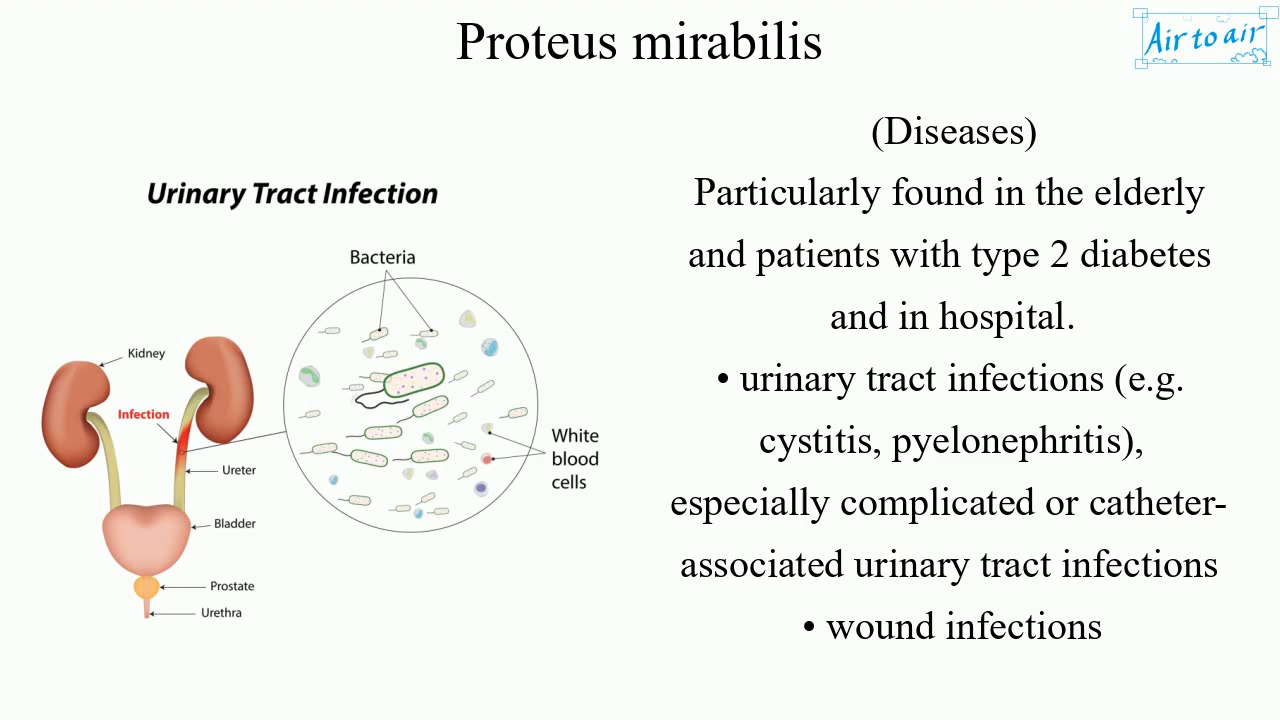 Proteus mirabilis
Air to air
(Diseases)
Particularly found in the elderly
and patients with type 2 diabetes
and in hospital.
• urinary tract infections (e.g.
cystitis, pyelonephritis),
especially complicated or catheter-
associated urinary tract infections
• wound infections
Urinary Tract Infection
Bacteria
Kidney
Infection
White
blood
cells
Ureter
Bladder
Prostate
Urethra